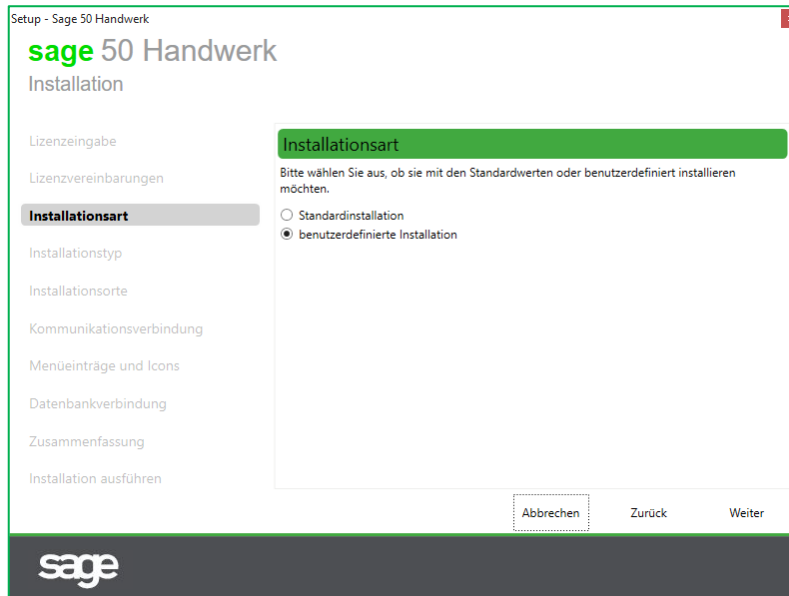 Setup - Sage 50 Handwerk
sage 50 Handwerk
Installation
Lizenzeingabe
Lizenzvereinbarungen
Installationsart
Installationstyp
Installationsorte
Kommunikationsverbindung
Menüeinträge und Icons
Datenbankverbindung
Zusammenfassung
Installation ausführen
Installationsart
Bitte wählen Sie aus, ob sie mit den Standardwerten oder benutzerdefiniert installieren
möchten.
Standardinstallation
benutzerdefinierte Installation
Abbrechen Zurück Weiter
sage